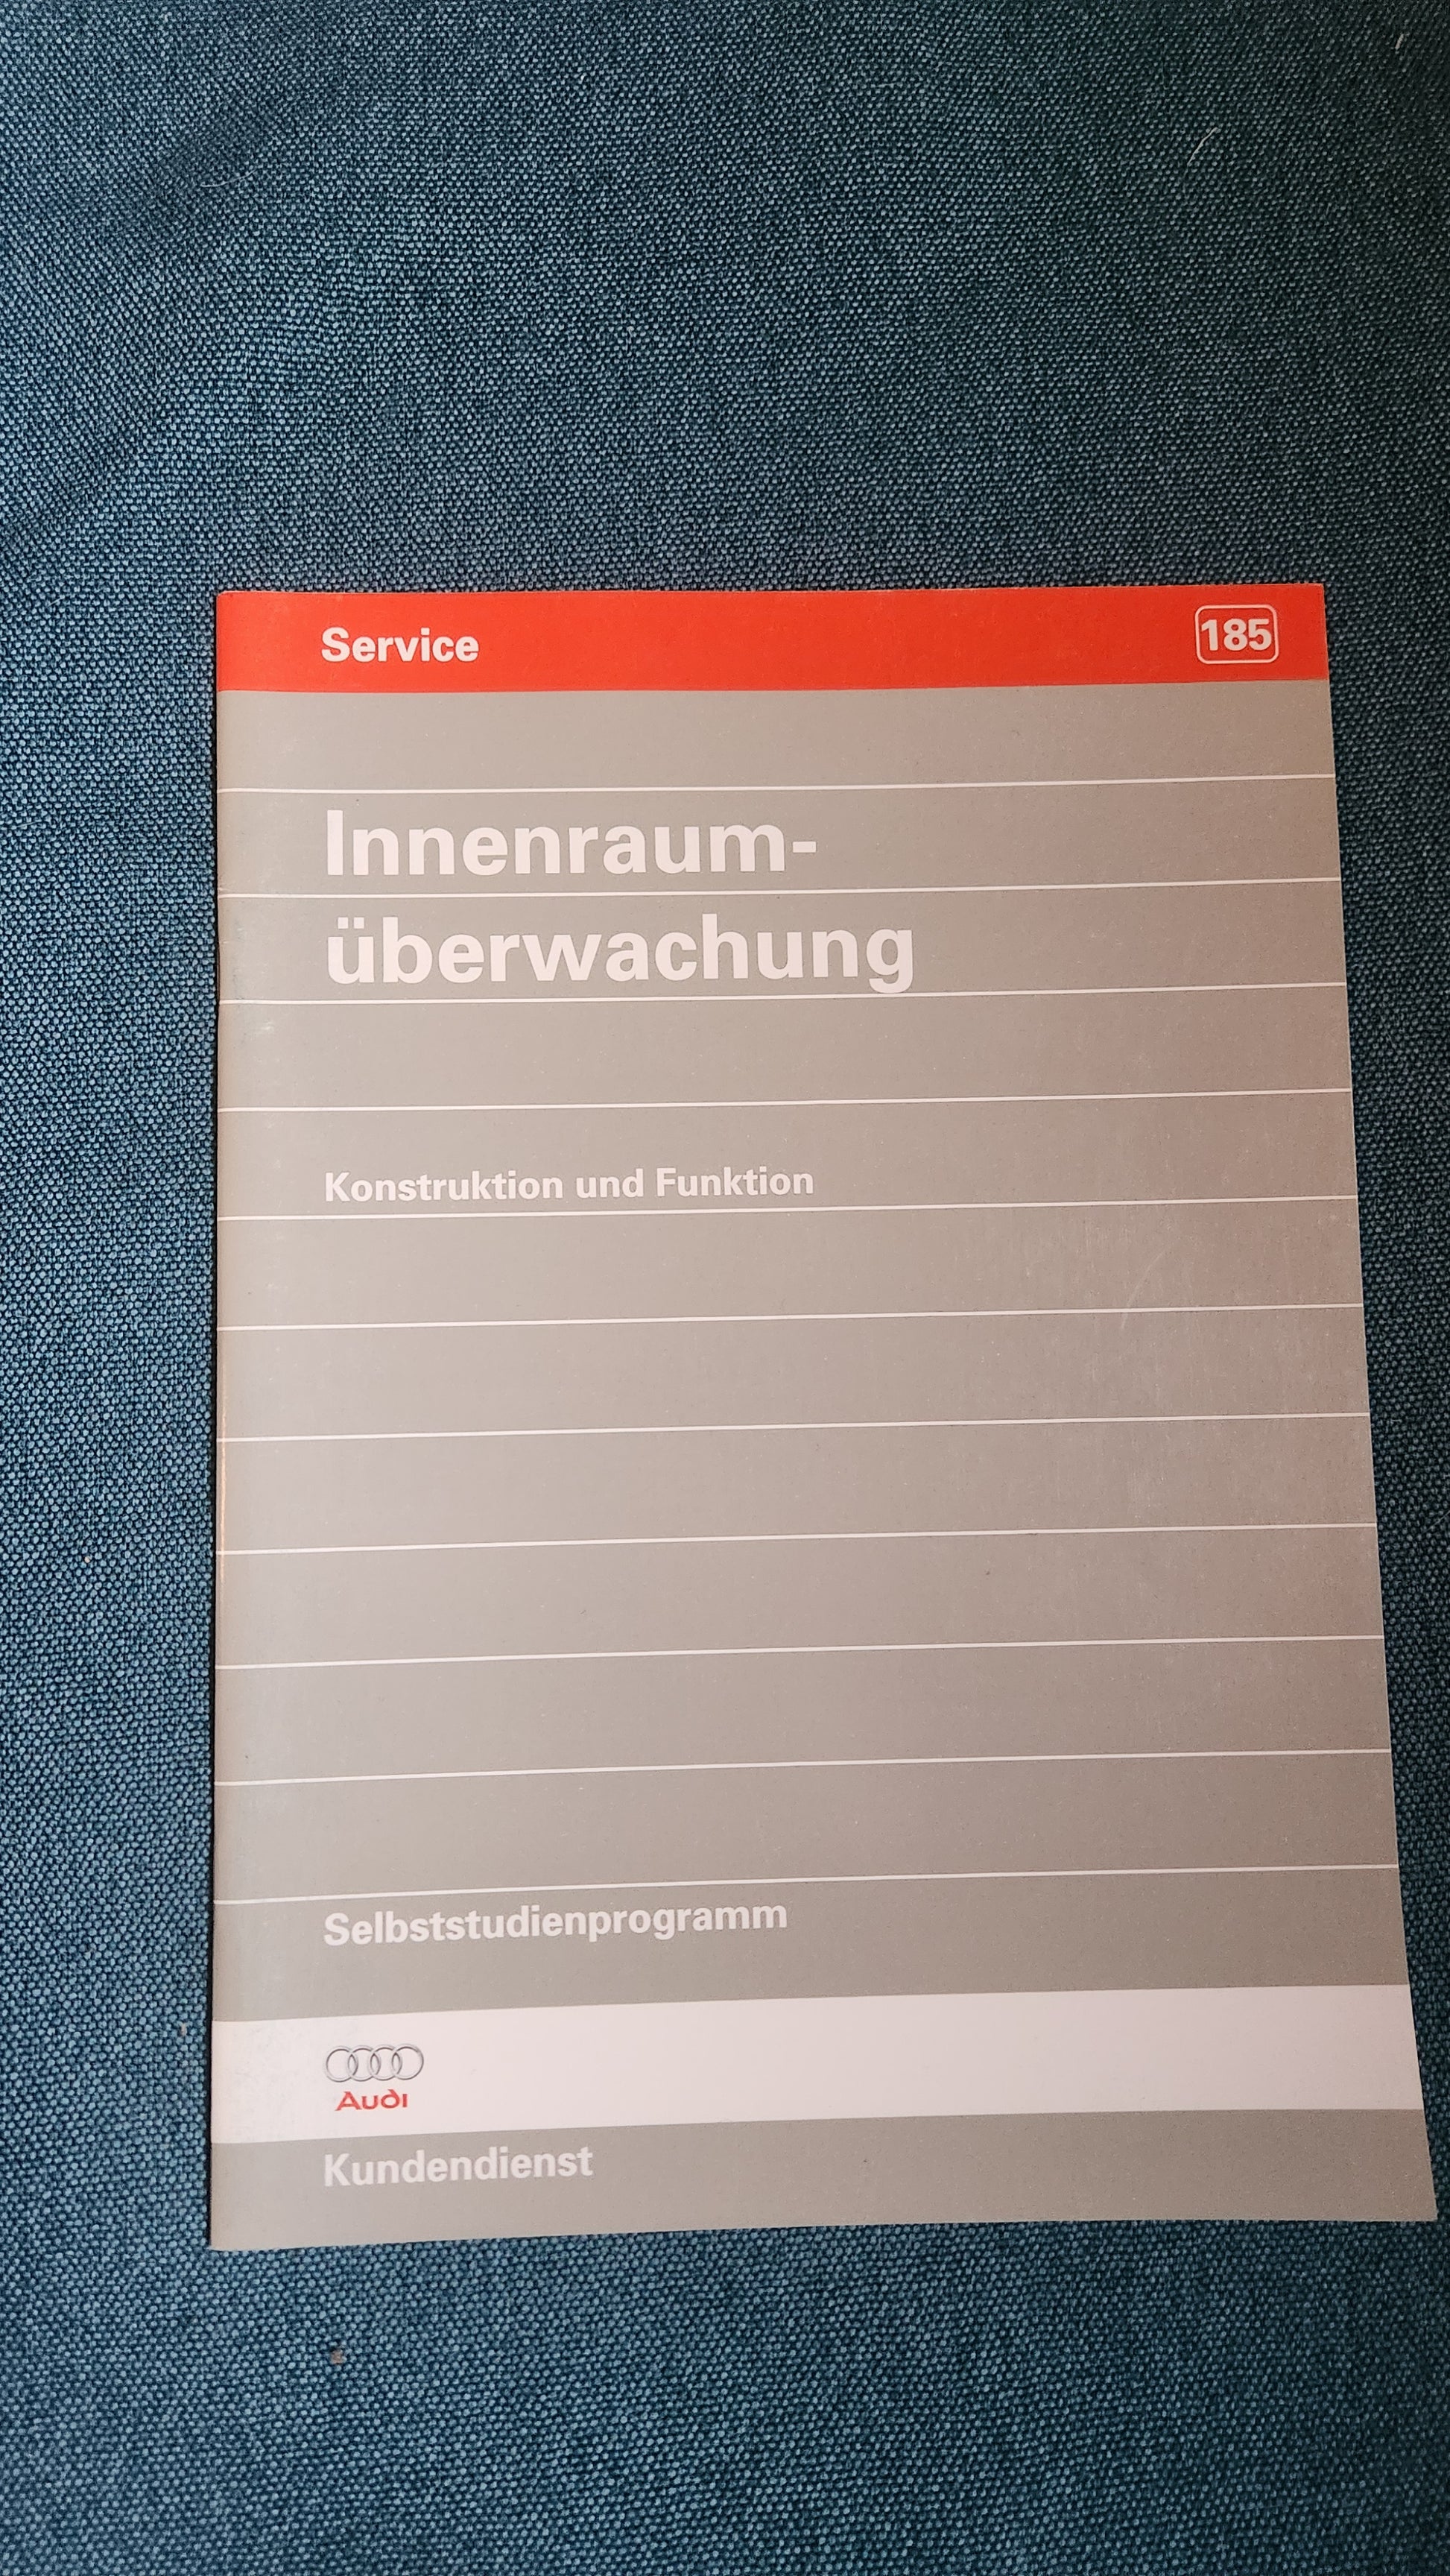 Service
185
Innenraum-
überwachung
Konstruktion und Funktion
Selbststudienprogramm
Audi
Kundendienst